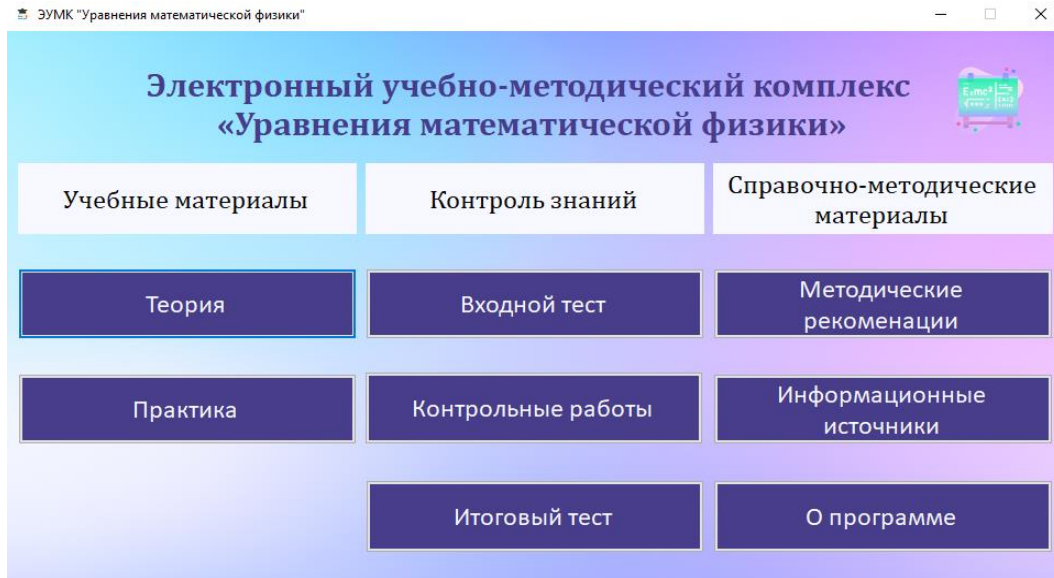 ЭУМК "Уравнения математической физики"
Электронный учебно-методический комплекс
«Уравнения математической физики»
Учебные материалы
Контроль знаний
Справочно-методические
материалы
Теория
Входной тест
Методические
рекоменации
Практика
Контрольные работы
Информационные
источники
Итоговый тест
О программе